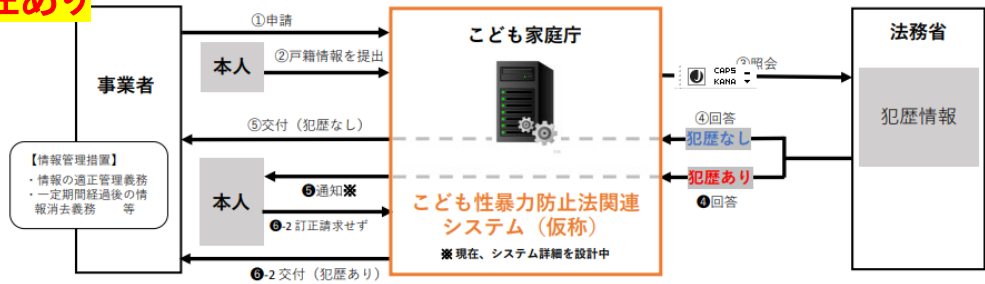 性あり
①申請
②戸籍情報を提出
本人
事業者
こども家庭庁
法務省
③照会
CAPS
KANA
犯歴情報
④回答
犯歴なし
⑤交付（犯歴なし）
犯歴あり
❹回答
【情報管理措置】
・情報の適正管理義務
・一定期間経過後の情
報消去義務　　等
本人
❺通知※
❻-2 訂正請求せず
こども性暴力防止法関連
システム（仮称）
※ 現在、システム詳細を設計中
❻-2 交付（犯歴あり）